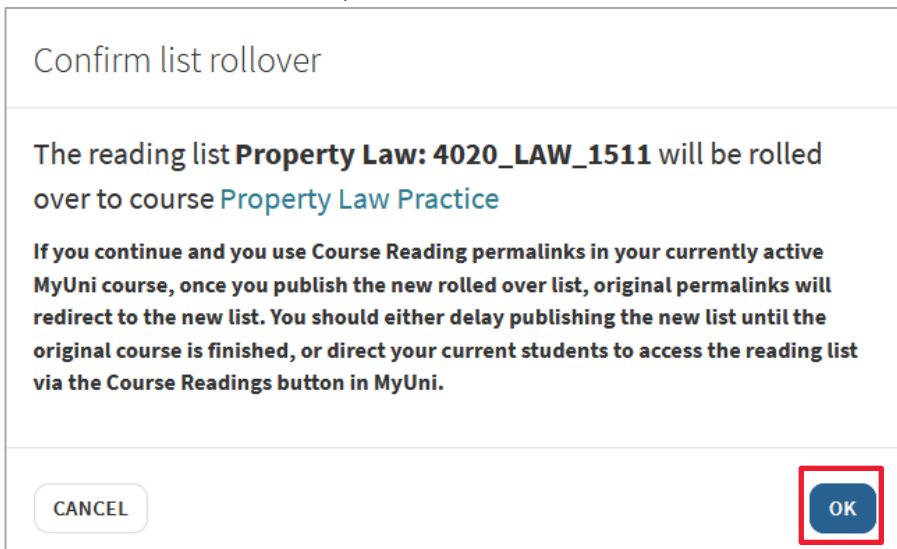 Confirm list rollover
The reading list Property Law: 4020_LAW_1511 will be rolled
over to course Property Law Practice
If you continue and you use Course Reading permalinks in your currently active
MyUni course, once you publish the new rolled over list, original permalinks will
redirect to the new list. You should either delay publishing the new list until the
original course is finished, or direct your current students to access the reading list
via the Course Readings button in MyUni.
CANCEL
OK